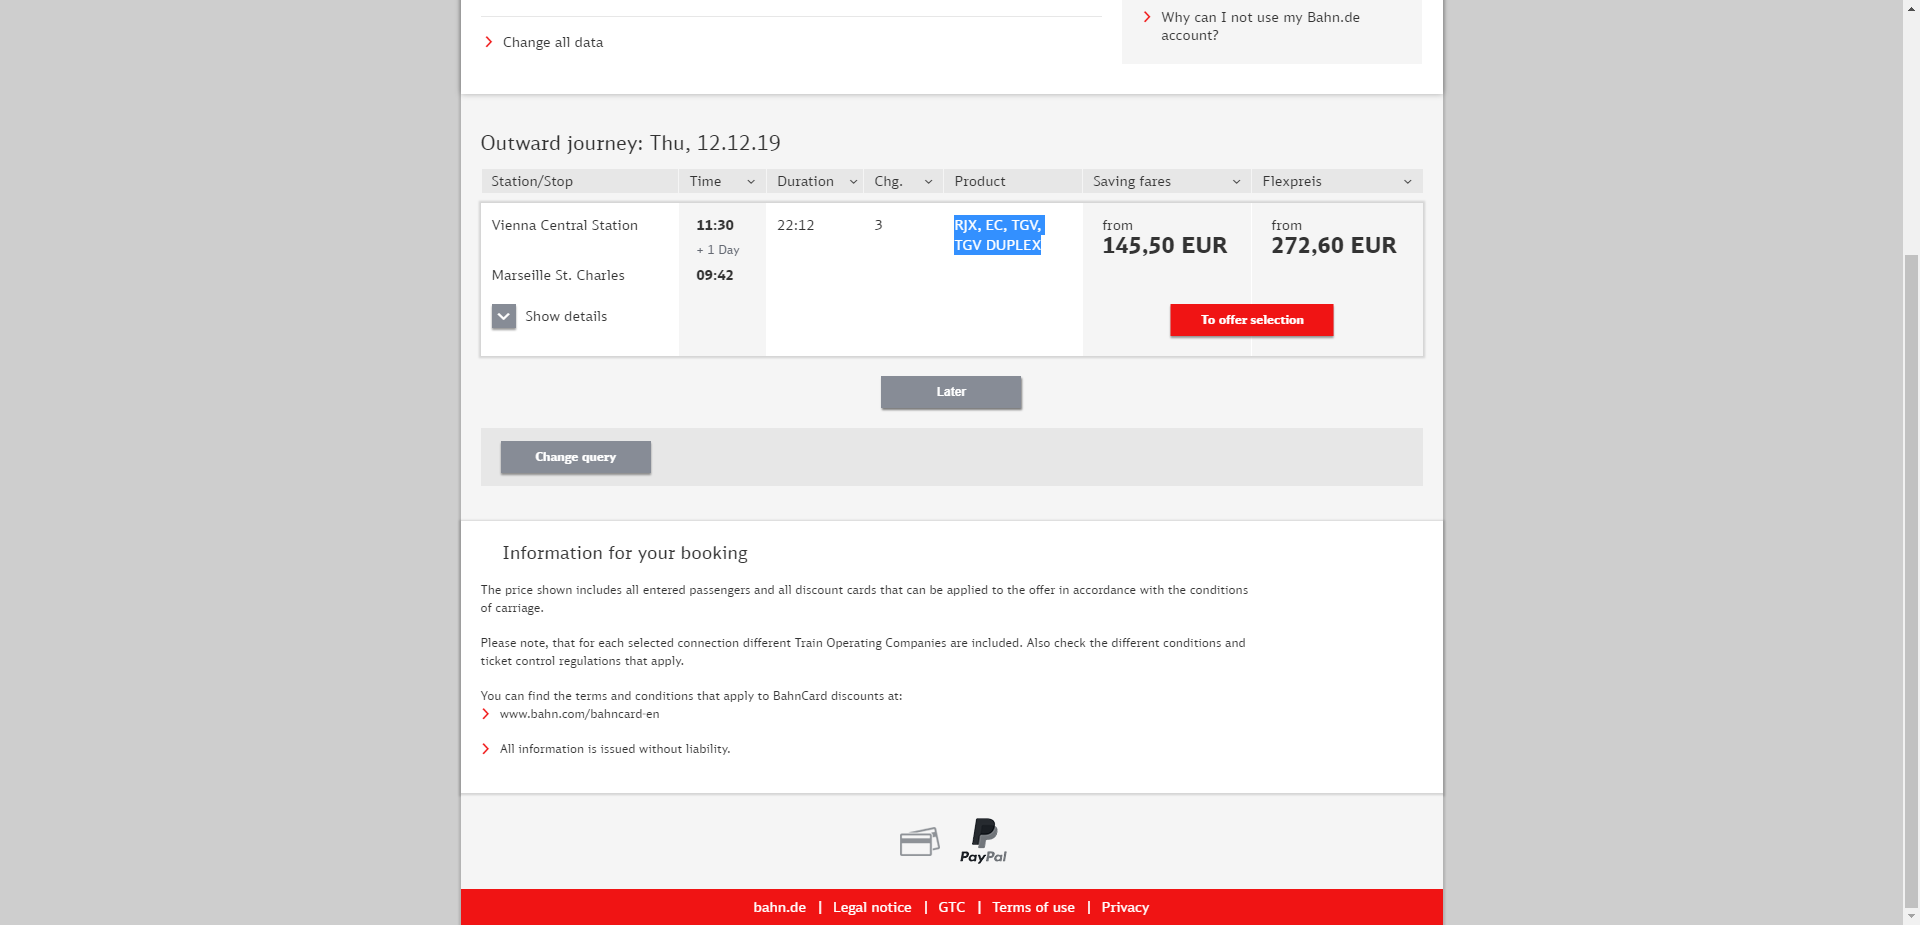 Why can I not use my Bahn.de
account?
Change all data
Outward journey: Thu, 12.12.19
Station/Stop Time Duration Chg. Product Saving fares Flexpreis
Vienna Central Station 11:30 22:12 3 RJX, EC, TGV, from from
+ 1 Day TGV DUPLEX 145,50 EUR 272,60 EUR
Marseille St. Charles 09:42
Show details To offer selection
Later
Change query
Information for your booking
The price shown includes all entered passengers and all discount cards that can be applied to the offer in accordance with the conditions
of carriage.
Please note, that for each selected connection different Train Operating Companies are included. Also check the different conditions and
ticket control regulations that apply.
You can find the terms and conditions that apply to BahnCard discounts at:
www.bahn.com/bahncard-en
All information is issued without liability.
PayPal
bahn.de | Legal notice | GTC | Terms of use | Privacy